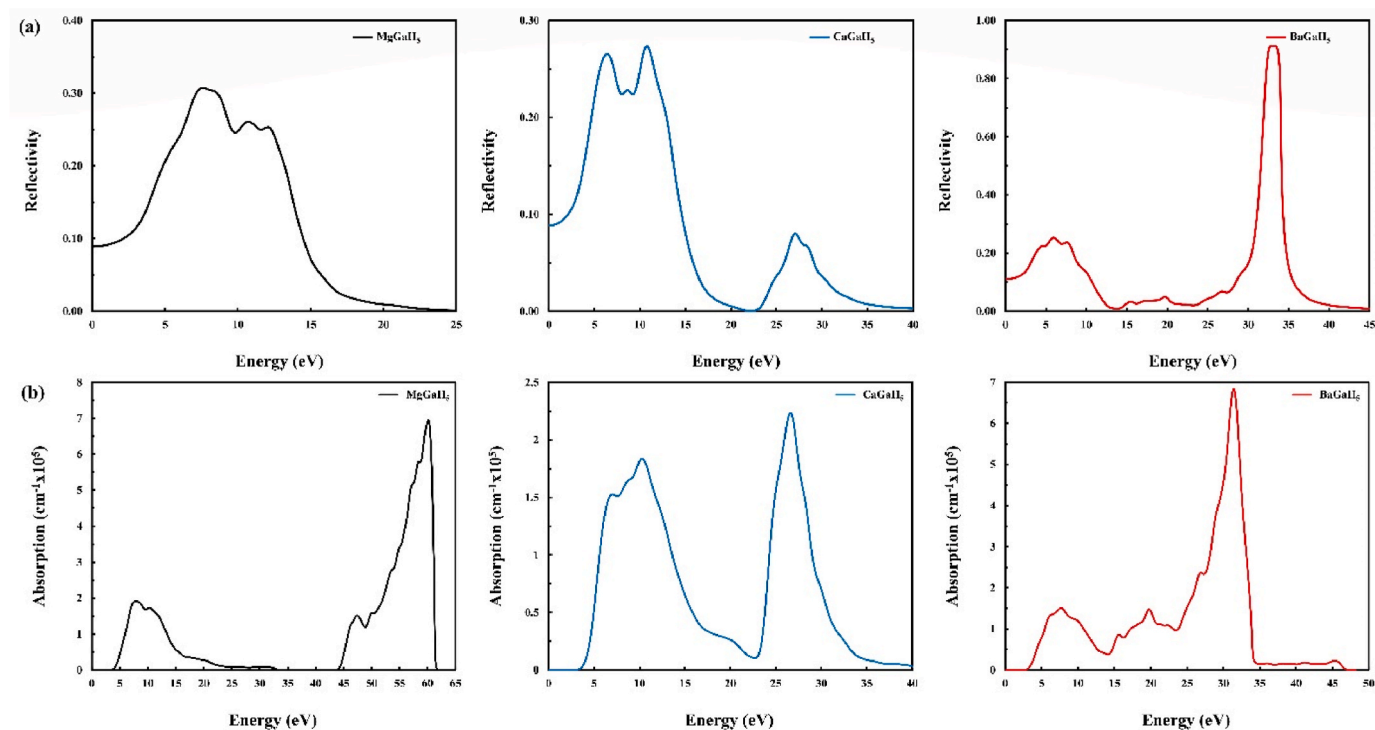 (a)
MgGaH₅
Reflectivity
0.40
0.30
0.20
0.10
0.00
0 5 10 15 20 25
Energy (eV)
CaGaH₅
Reflectivity
0.30
0.20
0.10
0.00
0 5 10 15 20 25 30 35 40
Energy (eV)
BaGaH₅
Reflectivity
1.00
0.80
0.60
0.40
0.20
0.00
0 5 10 15 20 25 30 35 40 45
Energy (eV)
(b)
MgGaH₅
Absorption (cm⁻¹x10⁵)
8
7
6
5
4
3
2
1
0
0 5 10 15 20 25 30 35 40 45 50 55 60 65
Energy (eV)
CaGaH₅
Absorption (cm⁻¹x10⁵)
2.5
2
1.5
1
0.5
0
0 5 10 15 20 25 30 35 40
Energy (eV)
BaGaH₅
Absorption (cm⁻¹x10⁵)
7
6
5
4
3
2
1
0
0 5 10 15 20 25 30 35 40 45 50
Energy (eV)